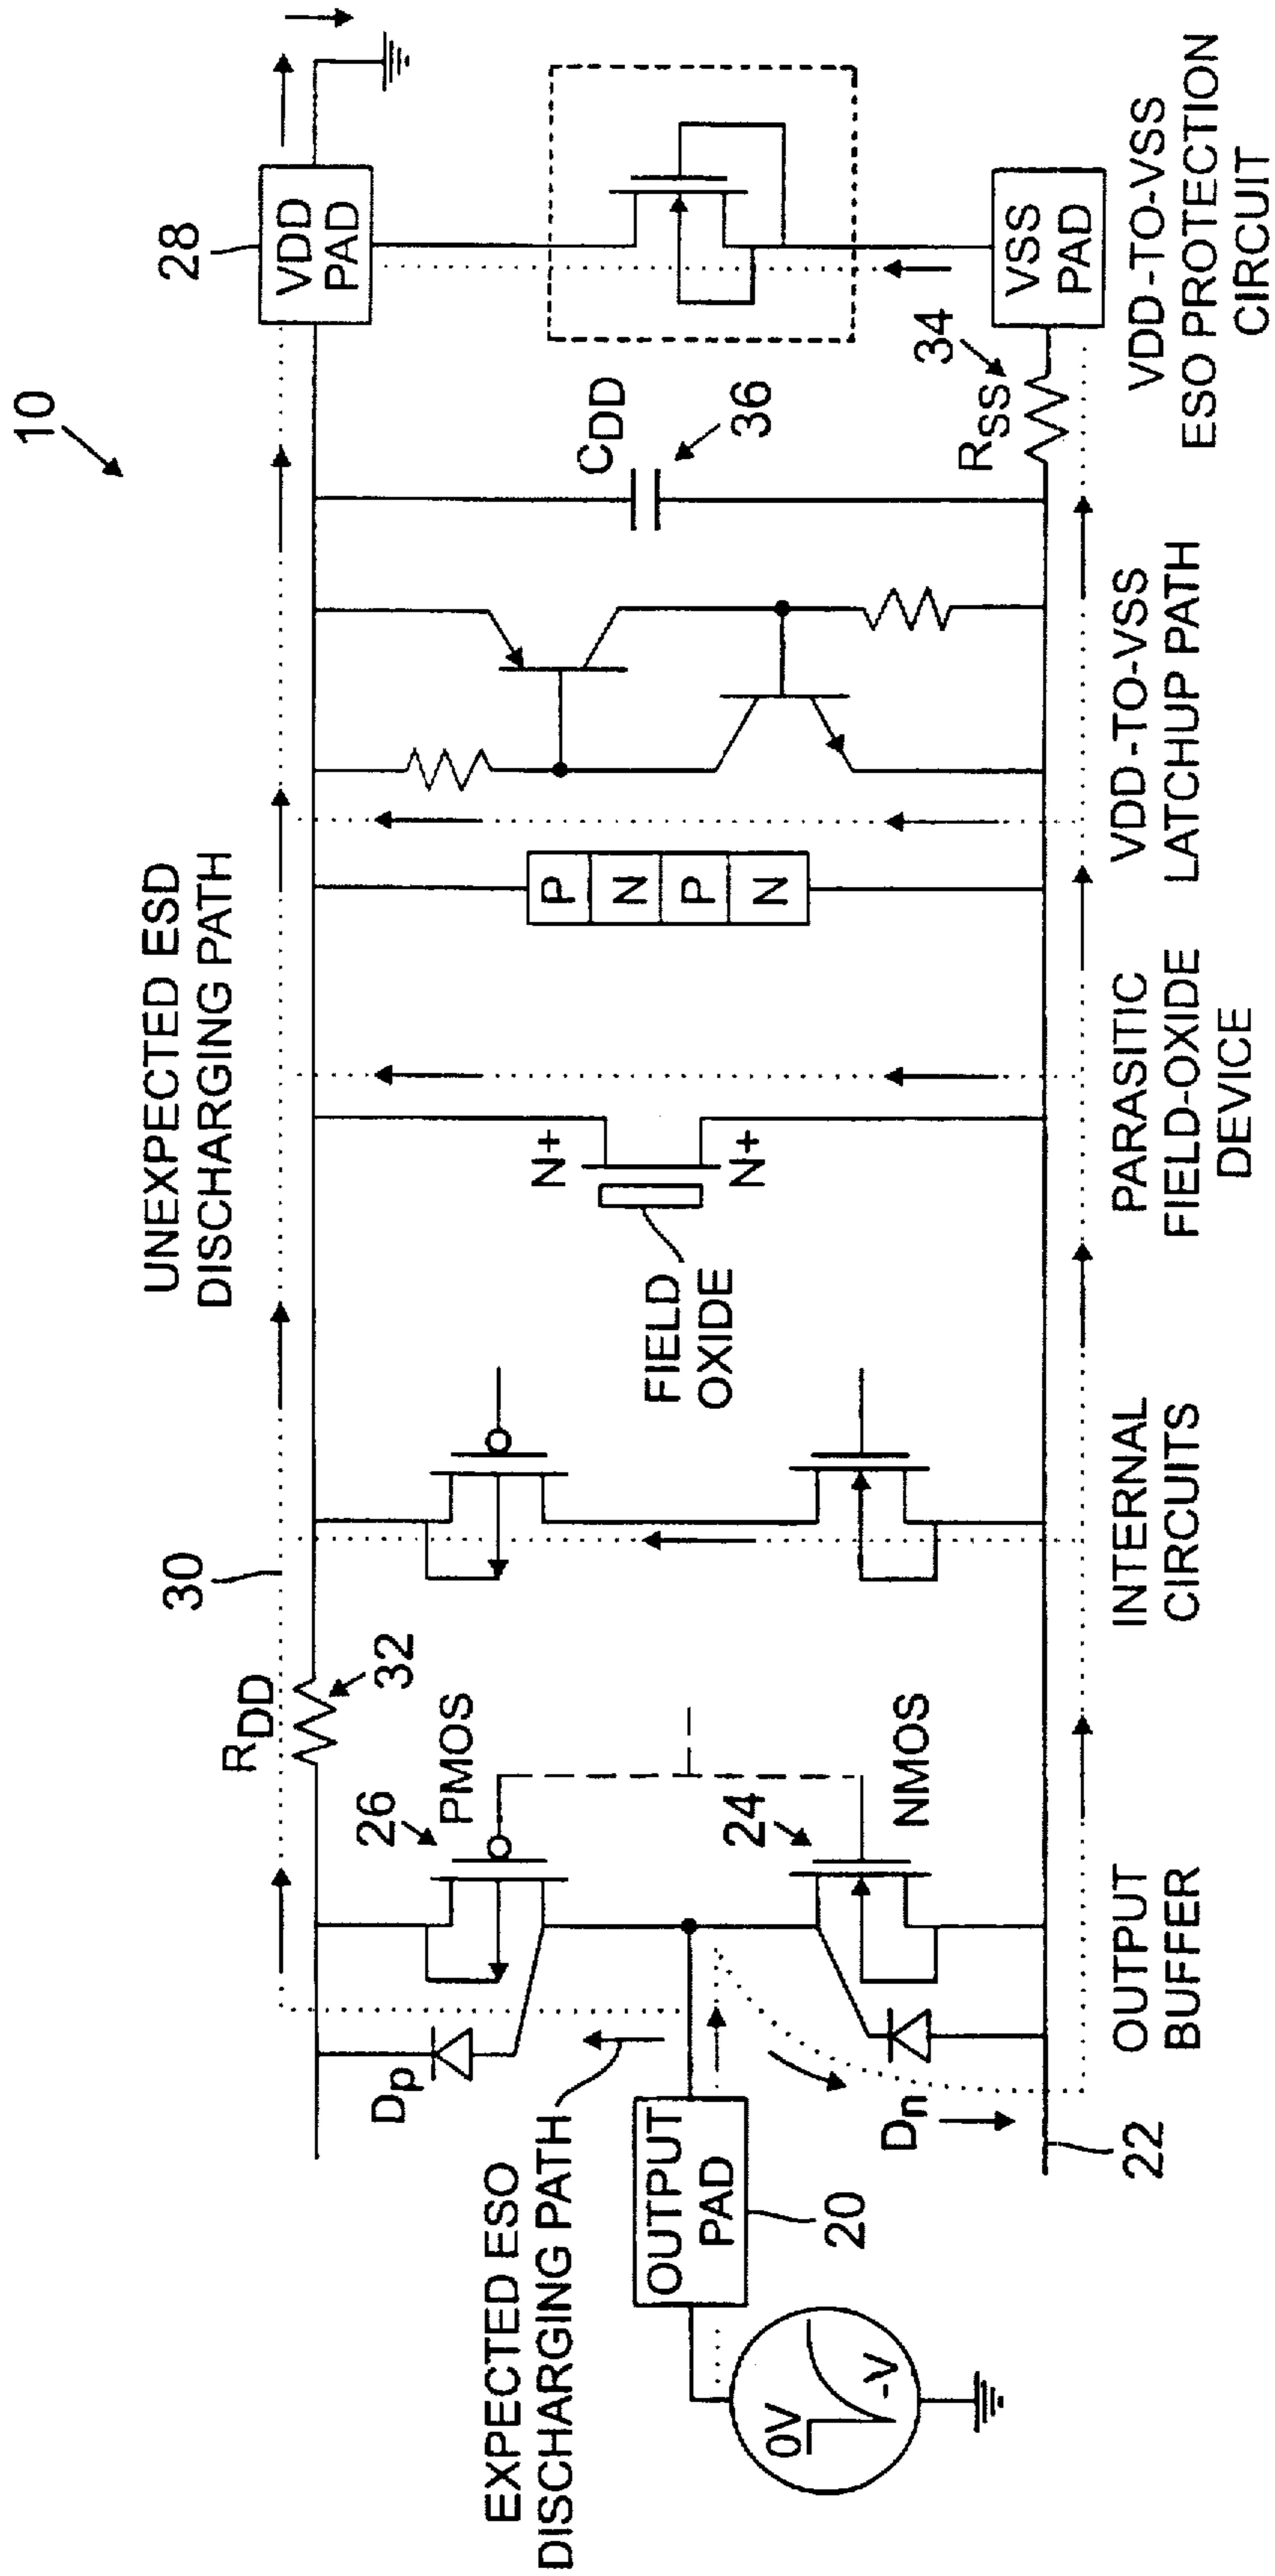 10
UNEXPECTED ESD
DISCHARGING PATH
30
28
VDD
PAD
RDD
32
26
PMOS
Dp
EXPECTED ESO
DISCHARGING PATH
OUTPUT
PAD
20
0V
-V
24
NMOS
Dn
22
FIELD
OXIDE
N+
N+
P
N
P
N
CDD
36
RSS
34
VSS
PAD
OUTPUT
BUFFER
INTERNAL
CIRCUITS
PARASITIC
FIELD-OXIDE
DEVICE
VDD-TO-VSS
LATCHUP PATH
VDD-TO-VSS
ESO PROTECTION
CIRCUIT